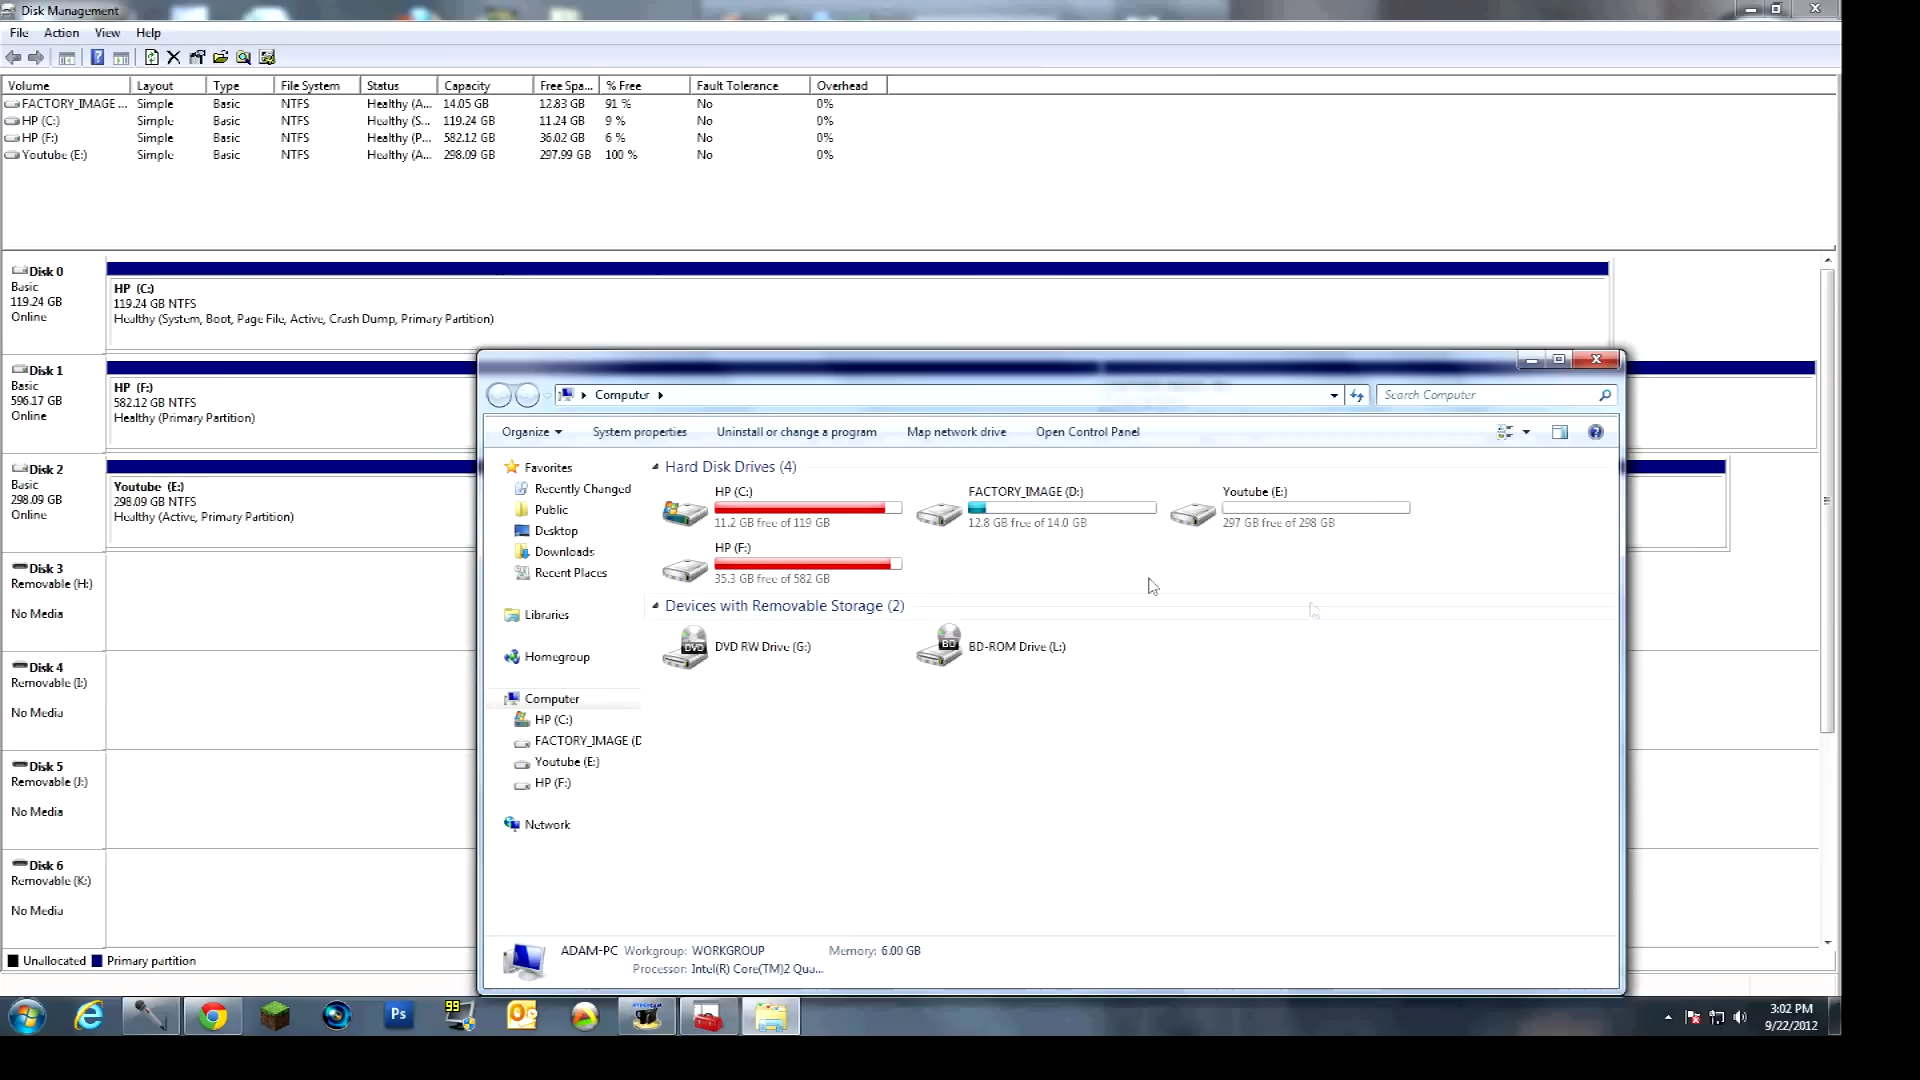 Disk Management
File Action View Help
Volume Layout Type File System Status Capacity Free Spa... % Free Fault Tolerance Overhead
FACTORY_IMAGE ... Simple Basic NTFS Healthy (A... 14.05 GB 12.83 GB 91 % No 0%
HP (C:) Simple Basic NTFS Healthy (S... 119.24 GB 11.24 GB 9 % No 0%
HP (F:) Simple Basic NTFS Healthy (P... 582.12 GB 36.02 GB 6 % No 0%
Youtube (E:) Simple Basic NTFS Healthy (A... 298.09 GB 297.99 GB 100 % No 0%
Disk 0
Basic
119.24 GB
Online
HP (C:)
119.24 GB NTFS
Healthy (System, Boot, Page File, Active, Crash Dump, Primary Partition)
Disk 1
Basic
596.17 GB
Online
HP (F:)
582.12 GB NTFS
Healthy (Primary Partition)
Disk 2
Basic
298.09 GB
Online
Youtube (E:)
298.09 GB NTFS
Healthy (Active, Primary Partition)
Disk 3
Removable (H:)
No Media
Disk 4
Removable (I:)
No Media
Disk 5
Removable (J:)
No Media
Disk 6
Removable (K:)
No Media
Unallocated Primary partition
Computer
Search Computer
Organize System properties Uninstall or change a program Map network drive Open Control Panel
Favorites
Recently Changed
Public
Desktop
Downloads
Recent Places
Libraries
Homegroup
Computer
HP (C:)
FACTORY_IMAGE (D
Youtube (E:)
HP (F:)
Network
Hard Disk Drives (4)
HP (C:)
11.2 GB free of 119 GB
FACTORY_IMAGE (D:)
12.8 GB free of 14.0 GB
Youtube (E:)
297 GB free of 298 GB
HP (F:)
35.3 GB free of 582 GB
Devices with Removable Storage (2)
DVD
DVD RW Drive (G:)
BD
BD-ROM Drive (L:)
ADAM-PC Workgroup: WORKGROUP Memory: 6.00 GB
Processor: Intel(R) Core(TM)2 Qua...
Ps
99
3:02 PM
9/22/2012